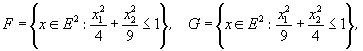 F = { x ∈ E² : x₁²/4 + x₂²/9 ≤ 1 }, G = { x ∈ E² : x₁²/9 + x₂²/4 ≤ 1 },